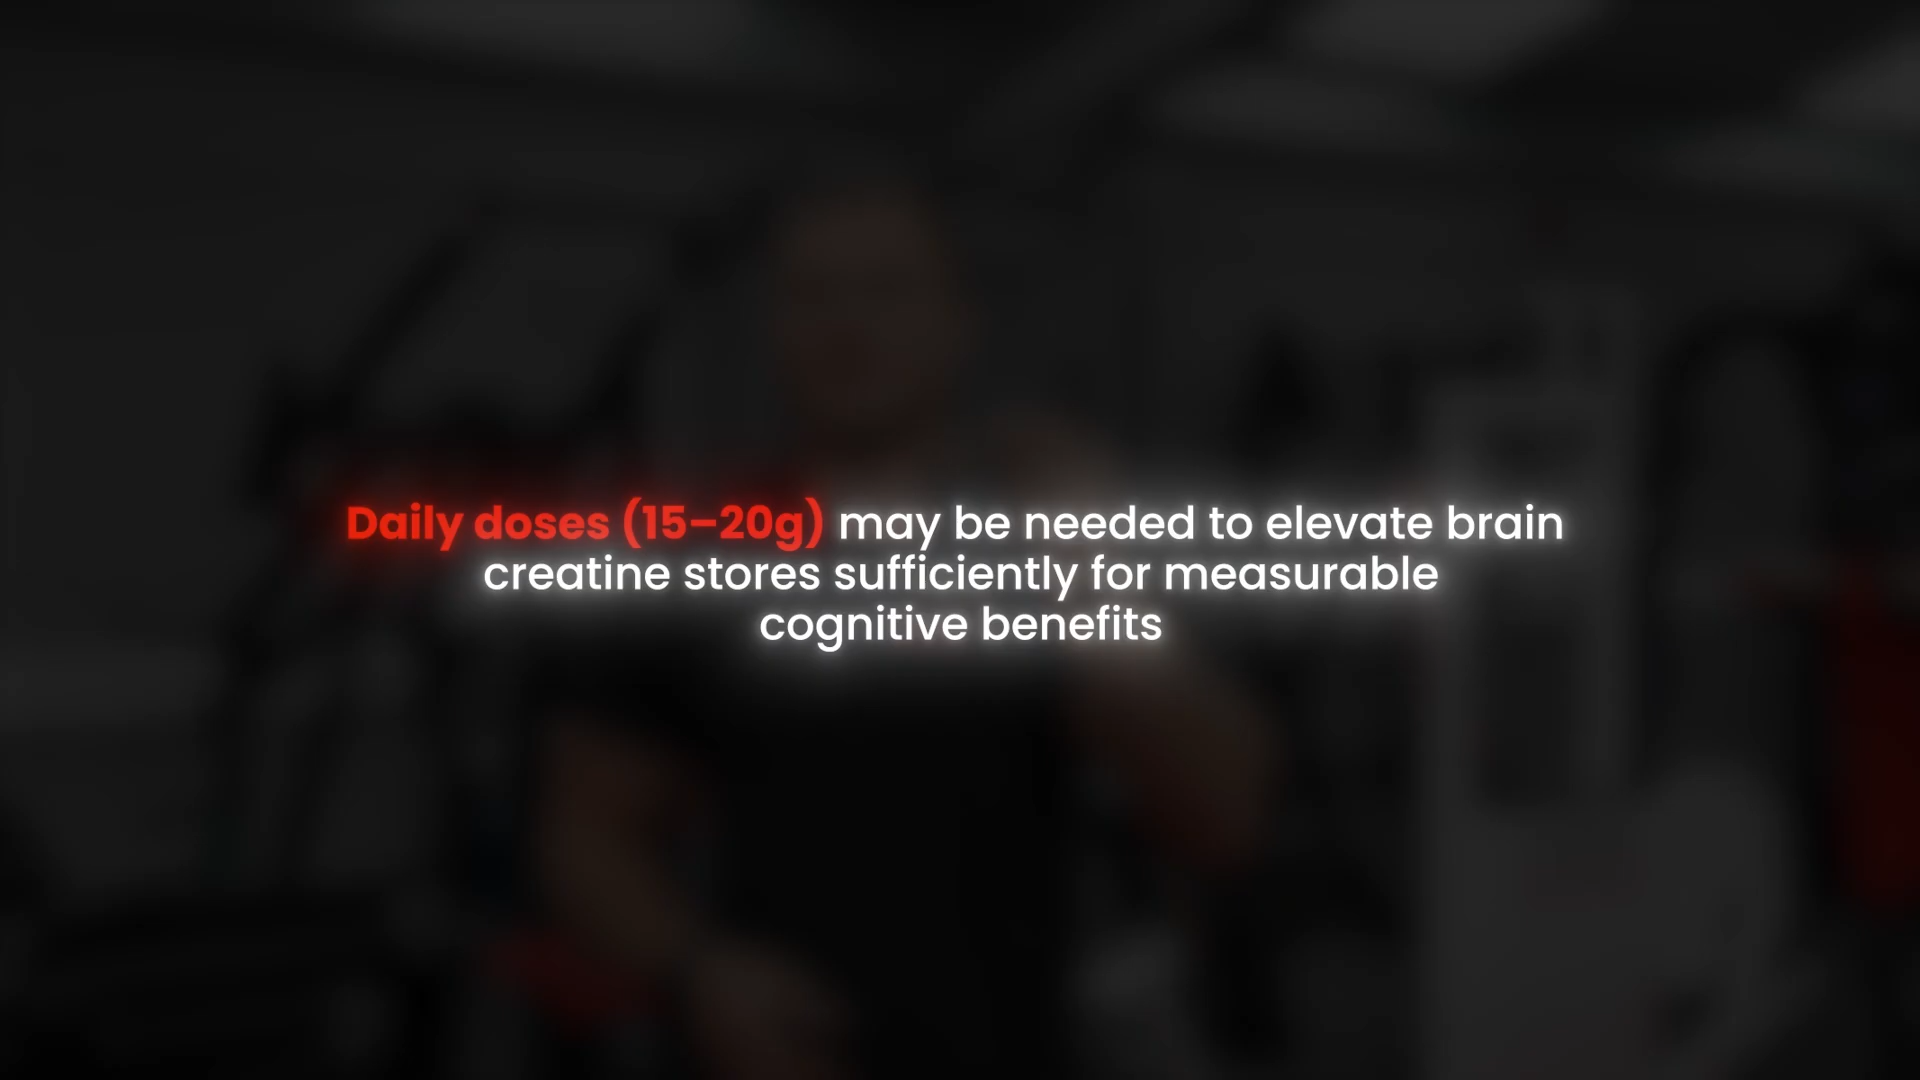 Daily doses (15–20g) may be needed to elevate brain
creatine stores sufficiently for measurable
cognitive benefits